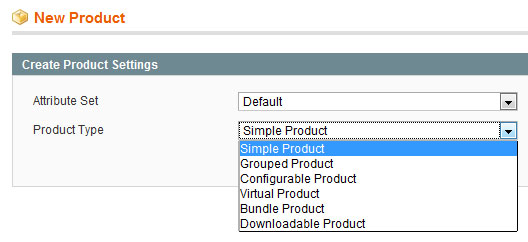 New Product
Create Product Settings
Attribute Set Default
Product Type Simple Product
Simple Product
Grouped Product
Configurable Product
Virtual Product
Bundle Product
Downloadable Product